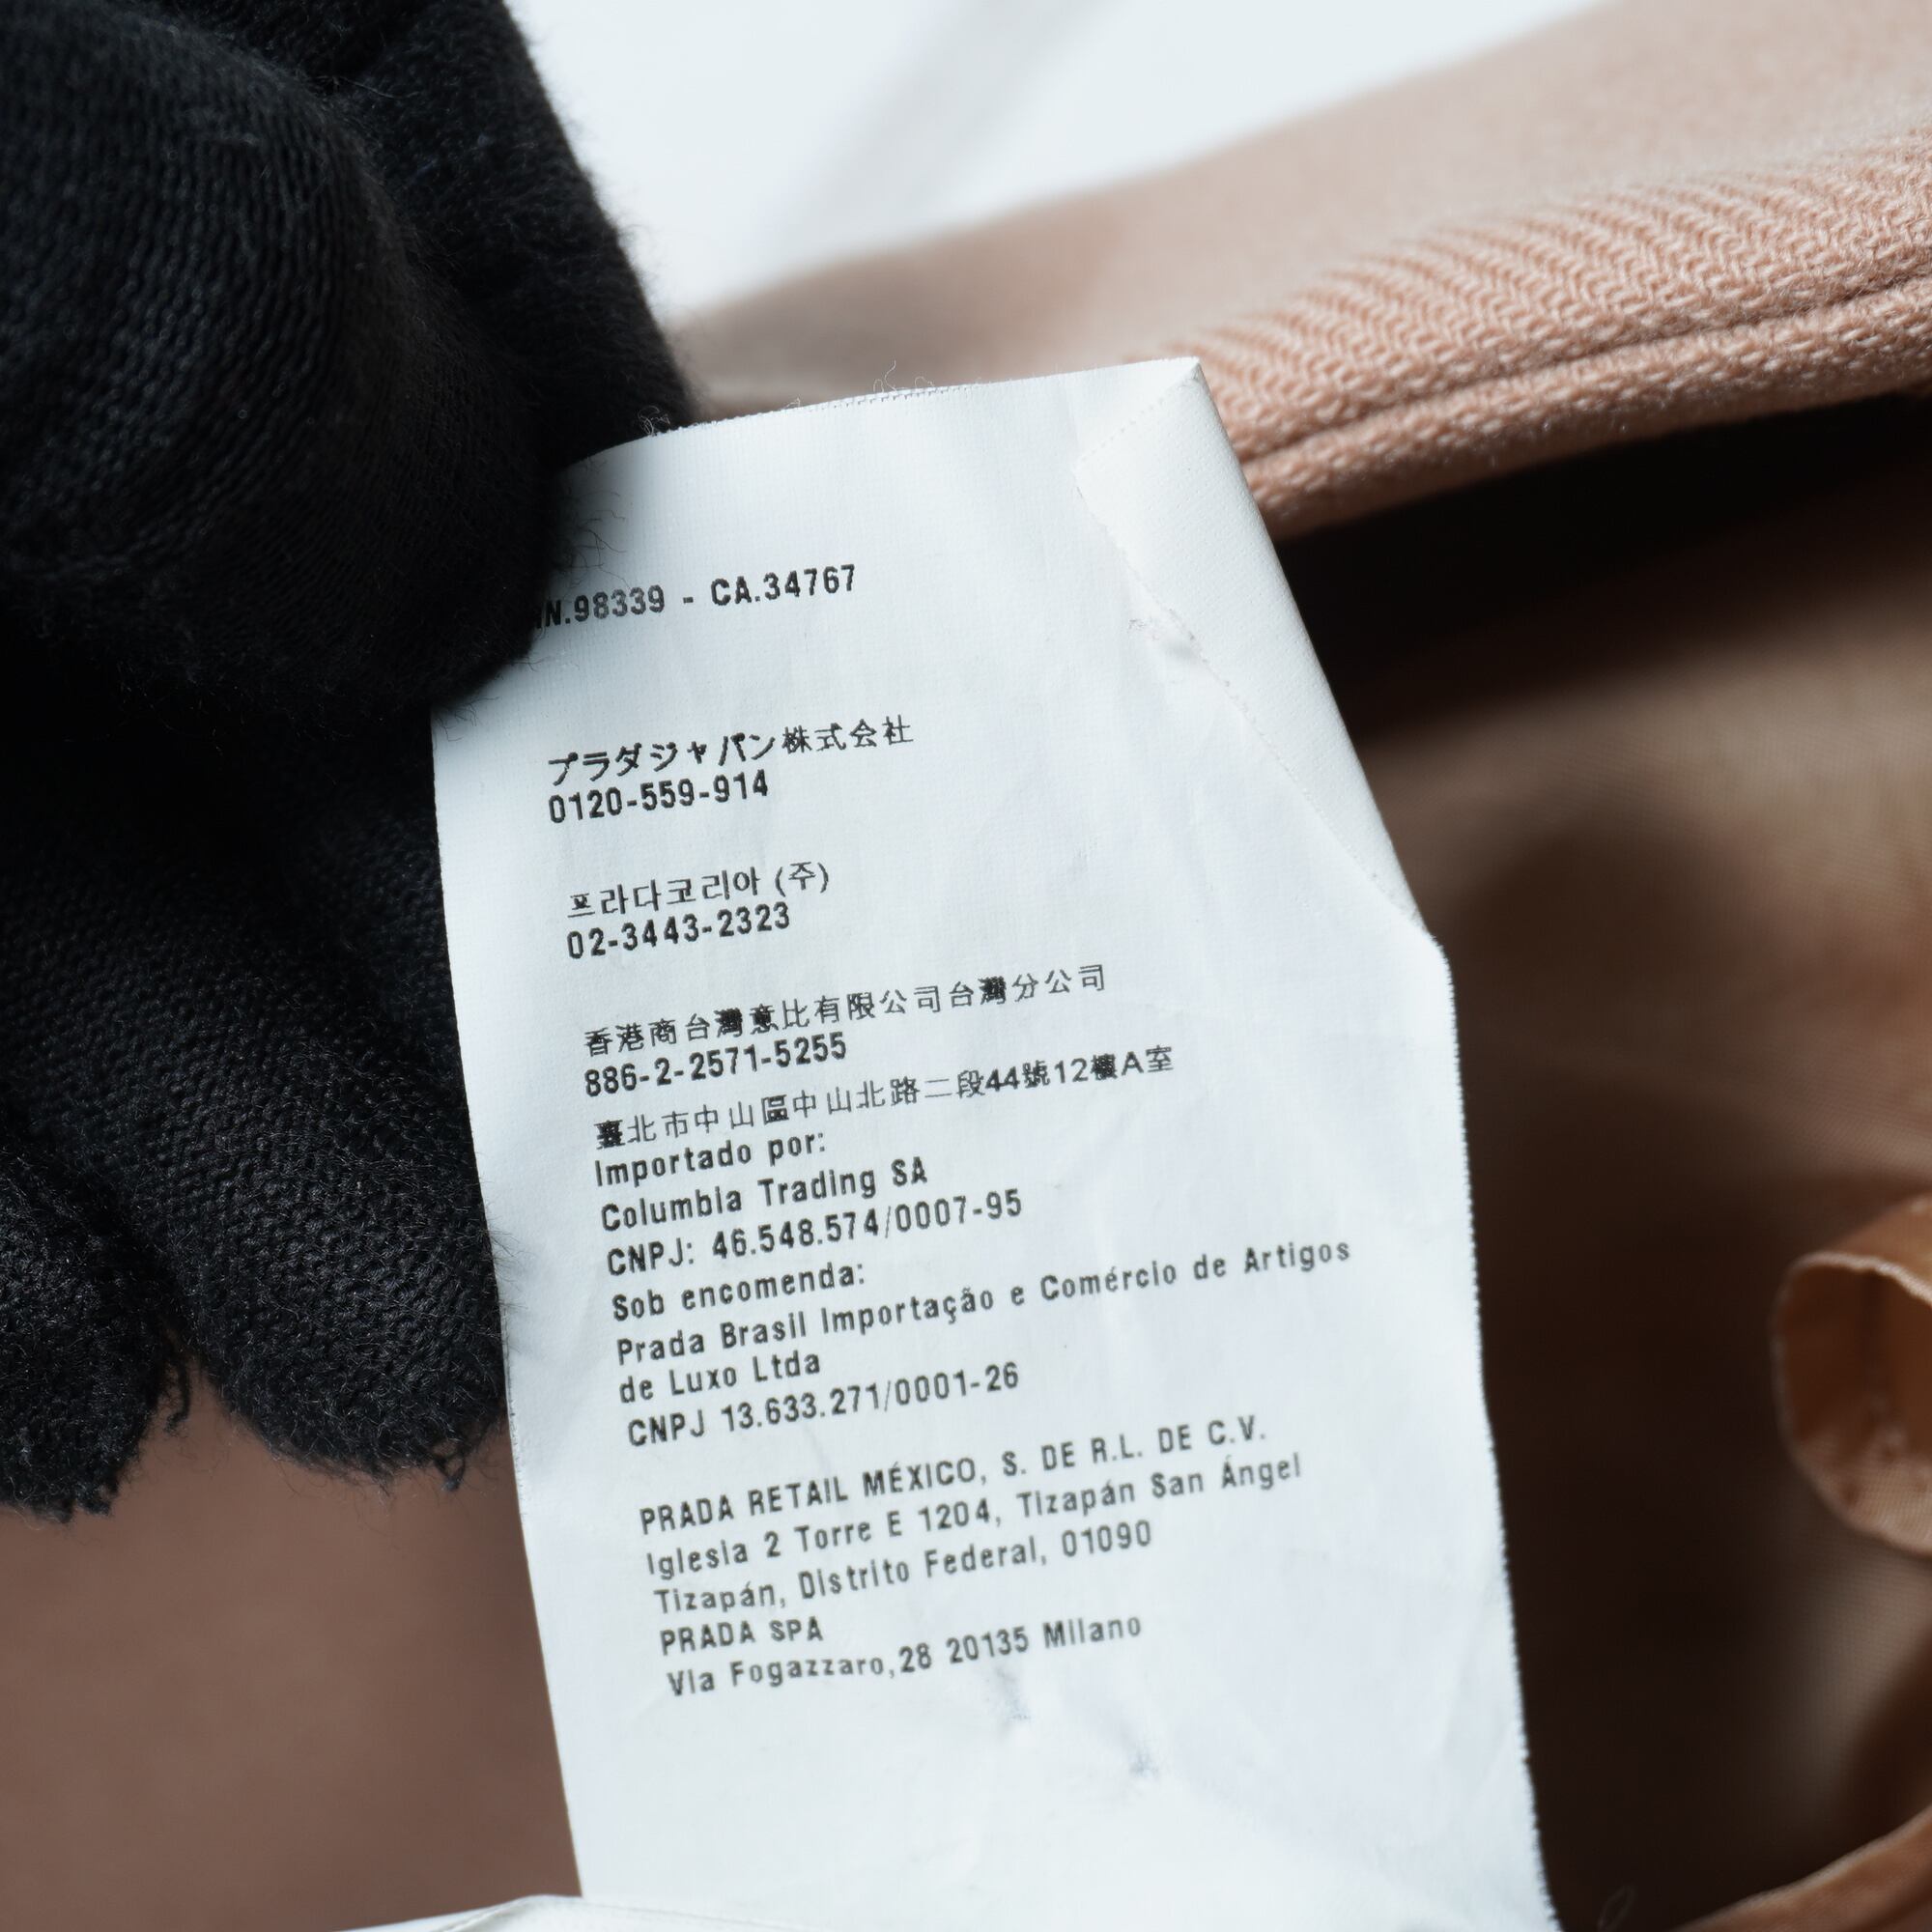 N.98339 - CA.34767
プラダジャパン株式会社
0120-559-914
프라다코리아 (주)
02-3443-2323
香港商台灣意比有限公司台灣分公司
886-2-2571-5255
臺北市中山區中山北路二段44號12樓A室
Importado por:
Columbia Trading SA
CNPJ: 46.548.574/0007-95
Sob encomenda:
Prada Brasil Importação e Comércio de Artigos
de Luxo Ltda
CNPJ 13.633.271/0001-26
PRADA RETAIL MÉXICO, S. DE R.L. DE C.V.
Iglesia 2 Torre E 1204, Tizapán San Ángel
Tizapán, Distrito Federal, 01090
PRADA SPA
Via Fogazzaro,28 20135 Milano